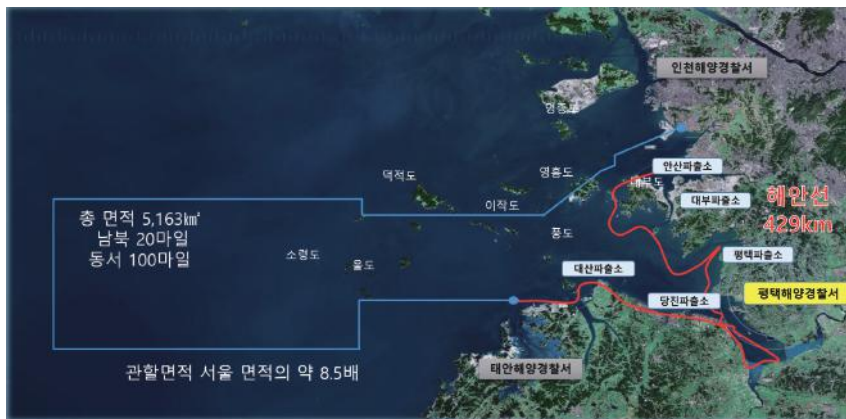 인천해양경찰서
영종도
안산파출소
영흥도
대부도
덕적도
해안선
429km
대부파출소
이작도
총 면적 5,163㎢
남북 20마일
동서 100마일
풍도
소령도
평택파출소
울도
대산파출소
평택해양경찰서
당진파출소
관할면적 서울 면적의 약 8.5배
태안해양경찰서